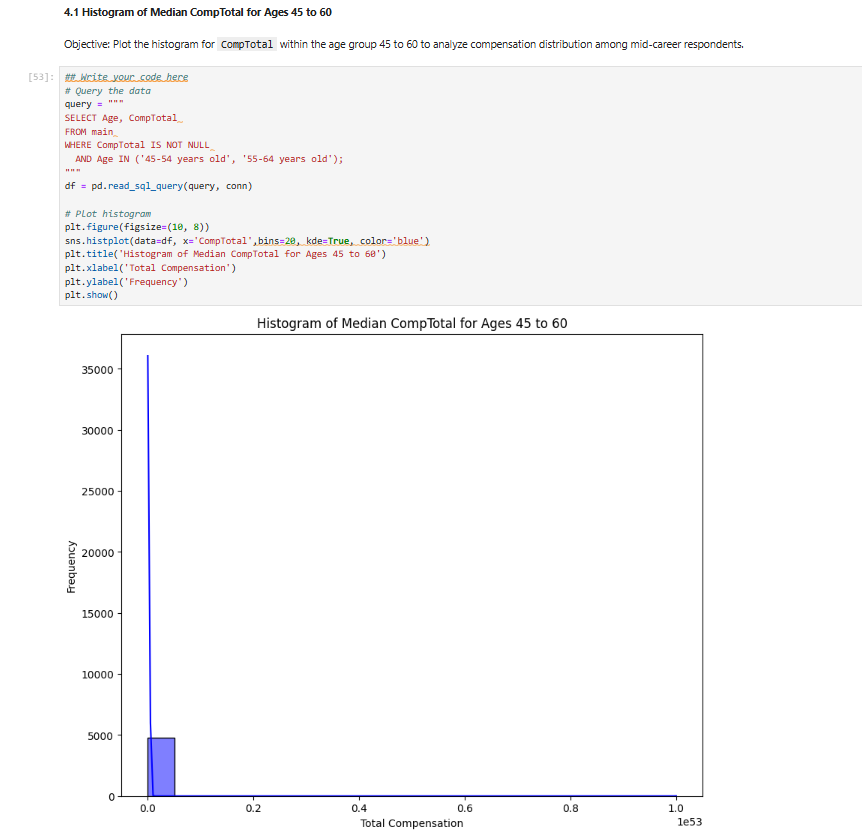 4.1 Histogram of Median CompTotal for Ages 45 to 60
Objective: Plot the histogram for CompTotal within the age group 45 to 60 to analyze compensation distribution among mid-career respondents.
[53]:
## Write your code here
# Query the data
query = """
SELECT Age, CompTotal
FROM main
WHERE CompTotal IS NOT NULL
  AND Age IN ('45-54 years old', '55-64 years old');
"""
df = pd.read_sql_query(query, conn)
# Plot histogram
plt.figure(figsize=(10, 8))
sns.histplot(data=df, x='CompTotal',bins=20, kde=True, color='blue')
plt.title('Histogram of Median CompTotal for Ages 45 to 60')
plt.xlabel('Total Compensation')
plt.ylabel('Frequency')
plt.show()
Histogram of Median CompTotal for Ages 45 to 60
35000
30000
25000
20000
15000
10000
5000
0
Frequency
0.0 0.2 0.4 0.6 0.8 1.0
1e53
Total Compensation